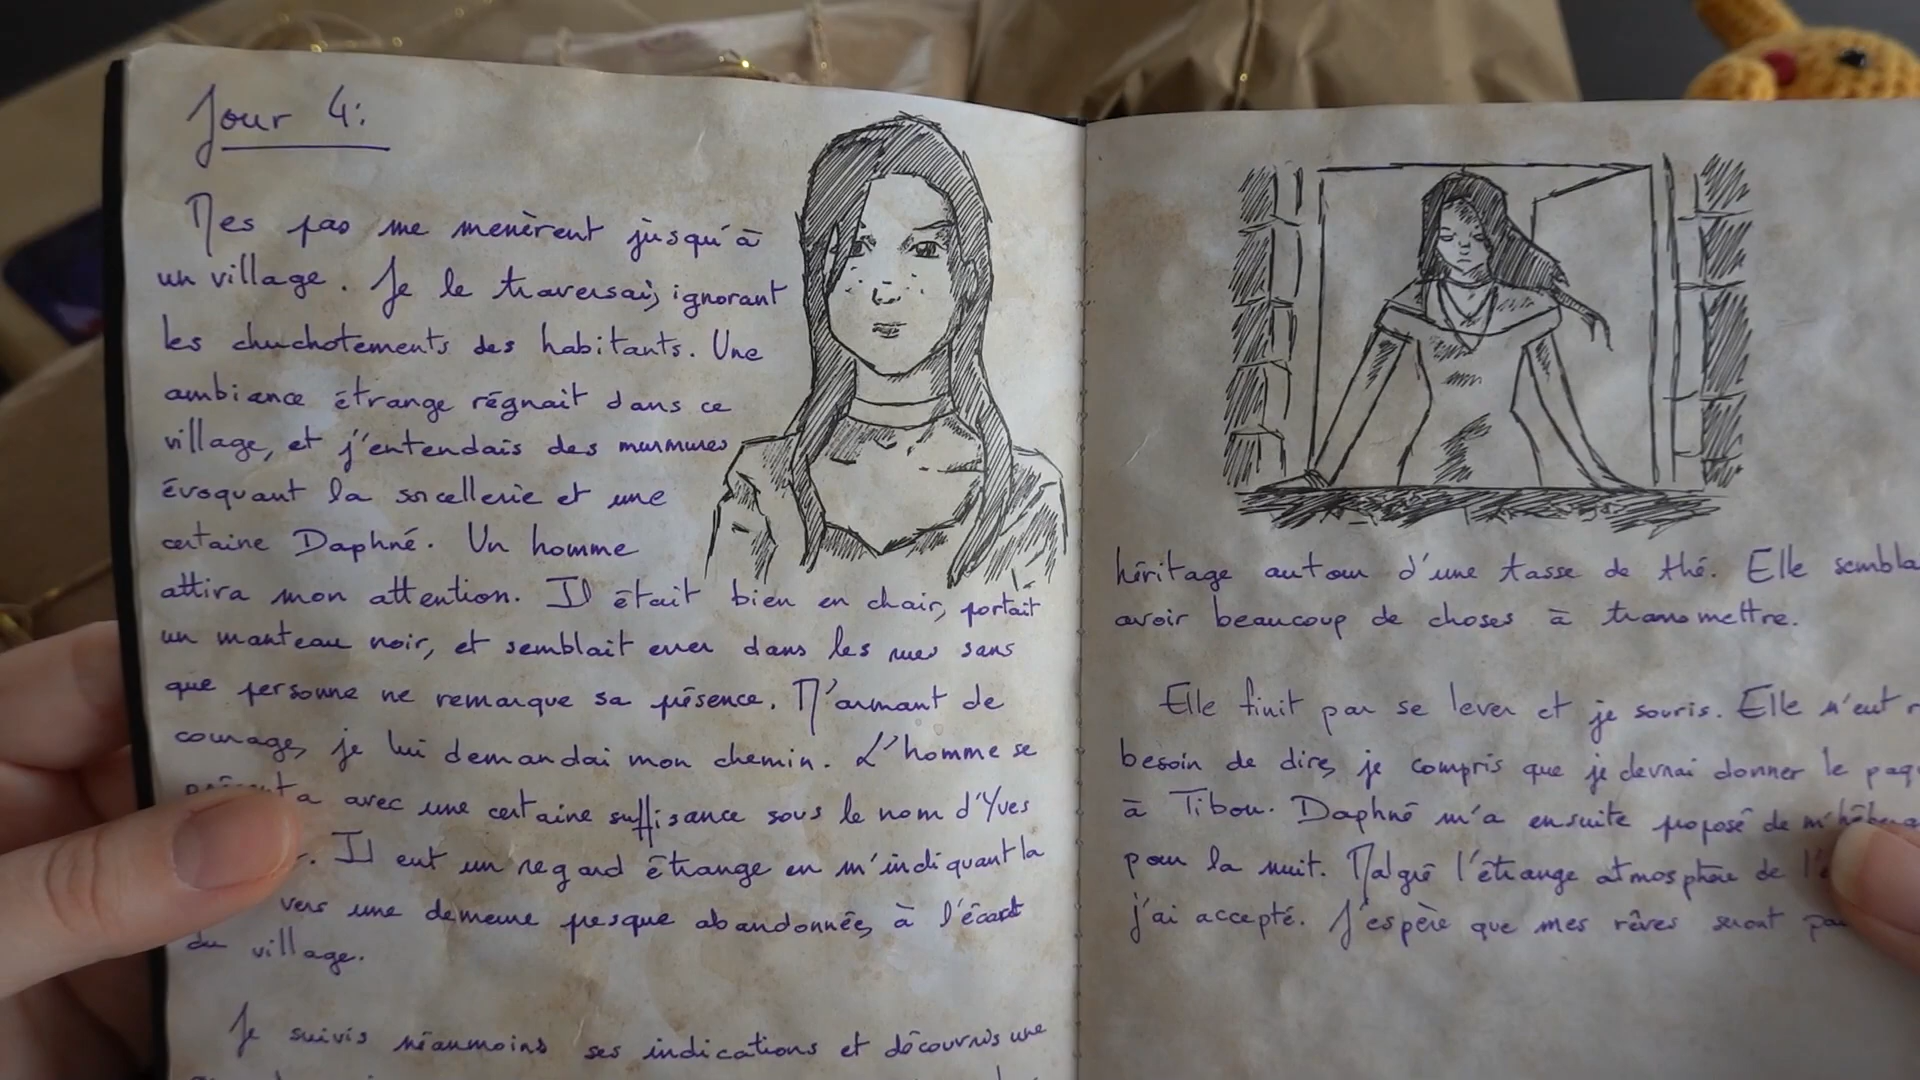 Jour 4:
Mes pas me menèrent jusqu'à
un village. Je le traversai, ignorant
les chuchotements des habitants. Une
ambiance étrange régnait dans ce
village, et j'entendais des murmures
évoquant la sorcellerie et une
certaine Daphné. Un homme
attira mon attention. Il était bien en chair, portait
un manteau noir, et semblait errer dans les rues sans
que personne ne remarque sa présence. M'armant de
courage, je lui demandai mon chemin. L'homme se
avec une certaine suffisance sous le nom d'Yves
Il eut un regard étrange en m'indiquant la
vers une demeure presque abandonnée, à l'écart
du village.
Je suivis néanmoins ses indications et découvris une
héritage autour d'une tasse de thé. Elle
avoir beaucoup de choses à transmettre.
Elle finit par se lever et je souris. Elle n'eut
besoin de dire, je compris que je devrai donner le
à Tibou. Daphné m'a ensuite proposé de
pour la nuit. Malgré l'étrange atmosphère de
j'ai accepté. J'espère que mes rêves seront